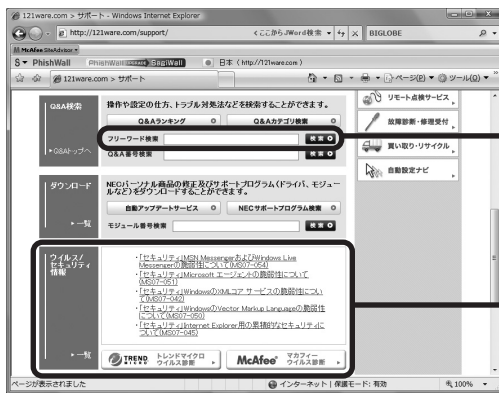 121ware.com > サポート - Windows Internet Explorer
http://121ware.com/support/
<ここからJWord検索
BIGLOBE
McAfee SiteAdvisor
PhishWall
SagiWall
日本 ( http://121ware.com )
121ware.com > サポート
ページ(P)
ツール(O)
Q&A検索
操作や設定の仕方、トラブル対処法などを検索することができます。
Q&Aランキング
Q&Aカテゴリ検索
フリーワード検索
検索
Q&A番号検索
検索
Q&Aトップへ
リモート点検サービス
故障診断・修理受付
買い取り・リサイクル
自動設定ナビ
ダウンロード
NECパーソナル商品の修正及びサポートプログラム(ドライバ、モジュールなど)をダウンロードすることができます。
自動アップデートサービス
NECサポートプログラム検索
モジュール番号検索
検索
一覧
ウイルス/
セキュリティ
情報
・「セキュリティ」MSN MessengerおよびWindows Live
Messengerの脆弱性について(MS07-054)
・「セキュリティ」Microsoft エージェントの脆弱性について
(MS07-051)
・「セキュリティ」WindowsのXMLコア サービスの脆弱性につい
て(MS07-042)
・「セキュリティ」WindowsのVector Markup Languageの脆弱性
について(MS07-050)
・「セキュリティ」Internet Explorer用の累積的なセキュリティに
ついて(MS07-045)
一覧
TREND MICRO
トレンドマイクロ
ウイルス診断
McAfee
マカフィー
ウイルス診断
ページが表示されました
インターネット | 保護モード: 有効
100%